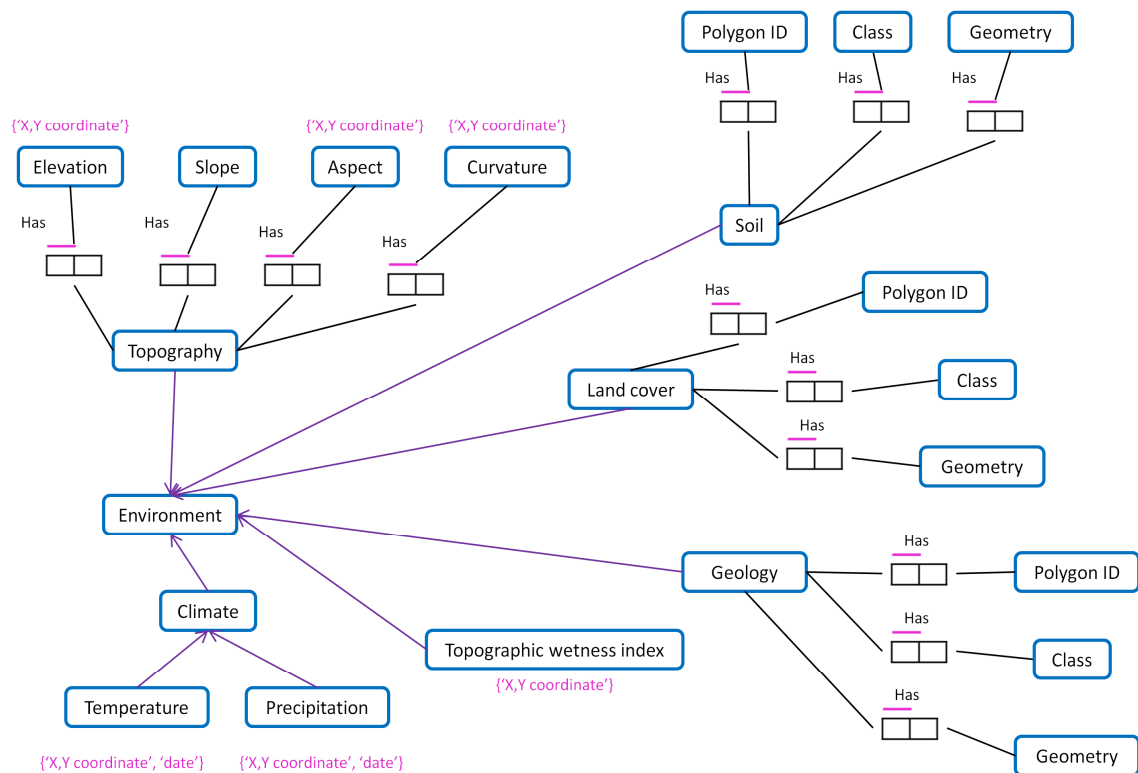 Polygon ID
Class
Geometry
Has
Has
Has
{‘X,Y coordinate’}
{‘X,Y coordinate’}
{‘X,Y coordinate’}
Elevation
Slope
Aspect
Curvature
Has
Has
Has
Has
Soil
Topography
Has
Polygon ID
Land cover
Has
Class
Has
Geometry
Environment
Geology
Has
Polygon ID
Climate
Has
Class
Topographic wetness index
{‘X,Y coordinate’}
Temperature
Precipitation
Has
Geometry
{‘X,Y coordinate’, ‘date’}
{‘X,Y coordinate’, ‘date’}